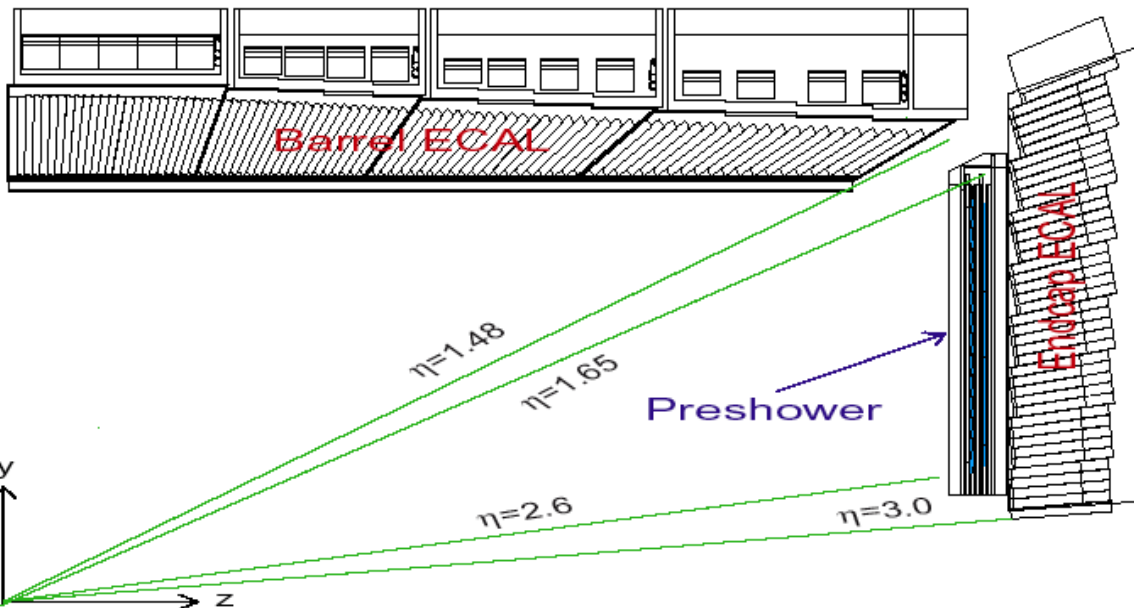 Barrel ECAL
Endcap ECAL
η=1.48
η=1.65
Preshower
y
η=2.6
η=3.0
z